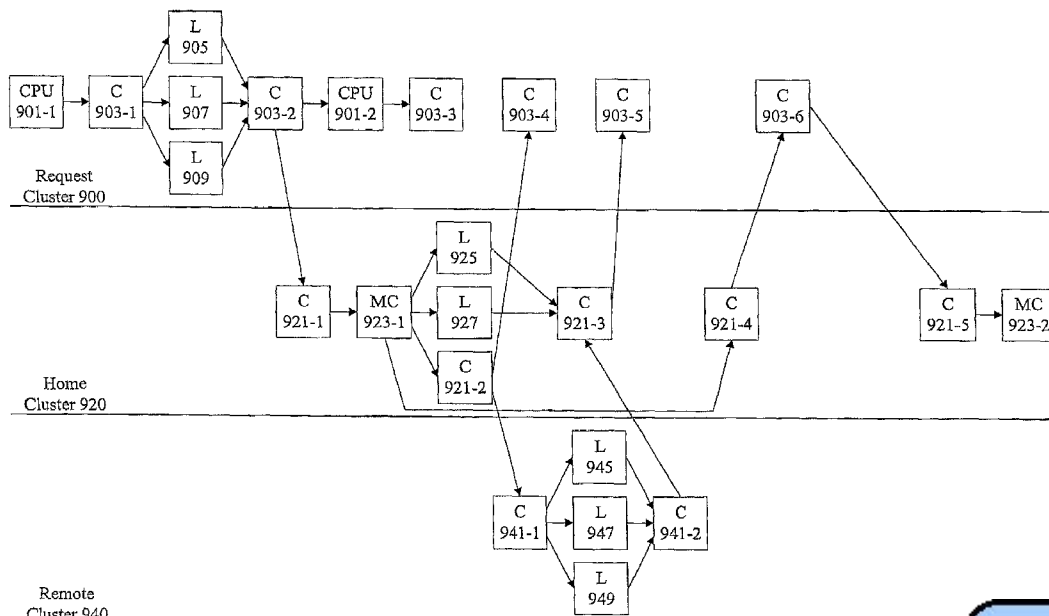 L
905
CPU
901-1
C
903-1
L
907
C
903-2
CPU
901-2
C
903-3
C
903-4
C
903-5
C
903-6
L
909
Request
Cluster 900
L
925
C
921-1
MC
923-1
L
927
C
921-3
C
921-4
C
921-5
MC
923-2
C
921-2
Home
Cluster 920
L
945
C
941-1
L
947
C
941-2
L
949
Remote
Cluster 940